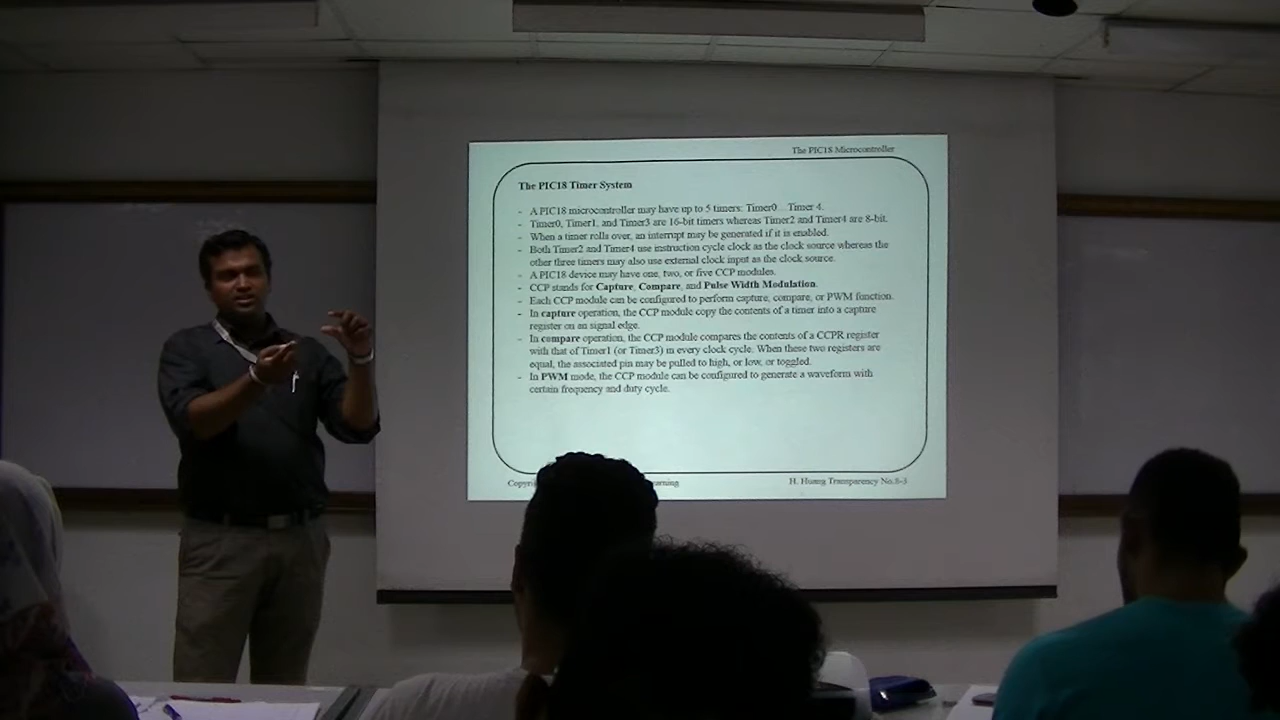 The PIC18 Microcontroller
The PIC18 Timer System
- A PIC18 microcontroller may have up to 5 timers: Timer0… Timer 4.
- Timer0, Timer1, and Timer3 are 16-bit timers whereas Timer2 and Timer4 are 8-bit.
- When a timer rolls over, an interrupt may be generated if it is enabled.
- Both Timer2 and Timer4 use instruction cycle clock as the clock source whereas the
other three timers may also use external clock input as the clock source.
- A PIC18 device may have one, two, or five CCP modules.
- CCP stands for Capture, Compare, and Pulse Width Modulation.
- Each CCP module can be configured to perform capture, compare, or PWM function.
- In capture operation, the CCP module copy the contents of a timer into a capture
register on an signal edge.
- In compare operation, the CCP module compares the contents of a CCPR register
with that of Timer1 (or Timer3) in every clock cycle. When these two registers are
equal, the associated pin may be pulled to high, or low, or toggled.
- In PWM mode, the CCP module can be configured to generate a waveform with
certain frequency and duty cycle.
H. Huang Transparency No.8-3